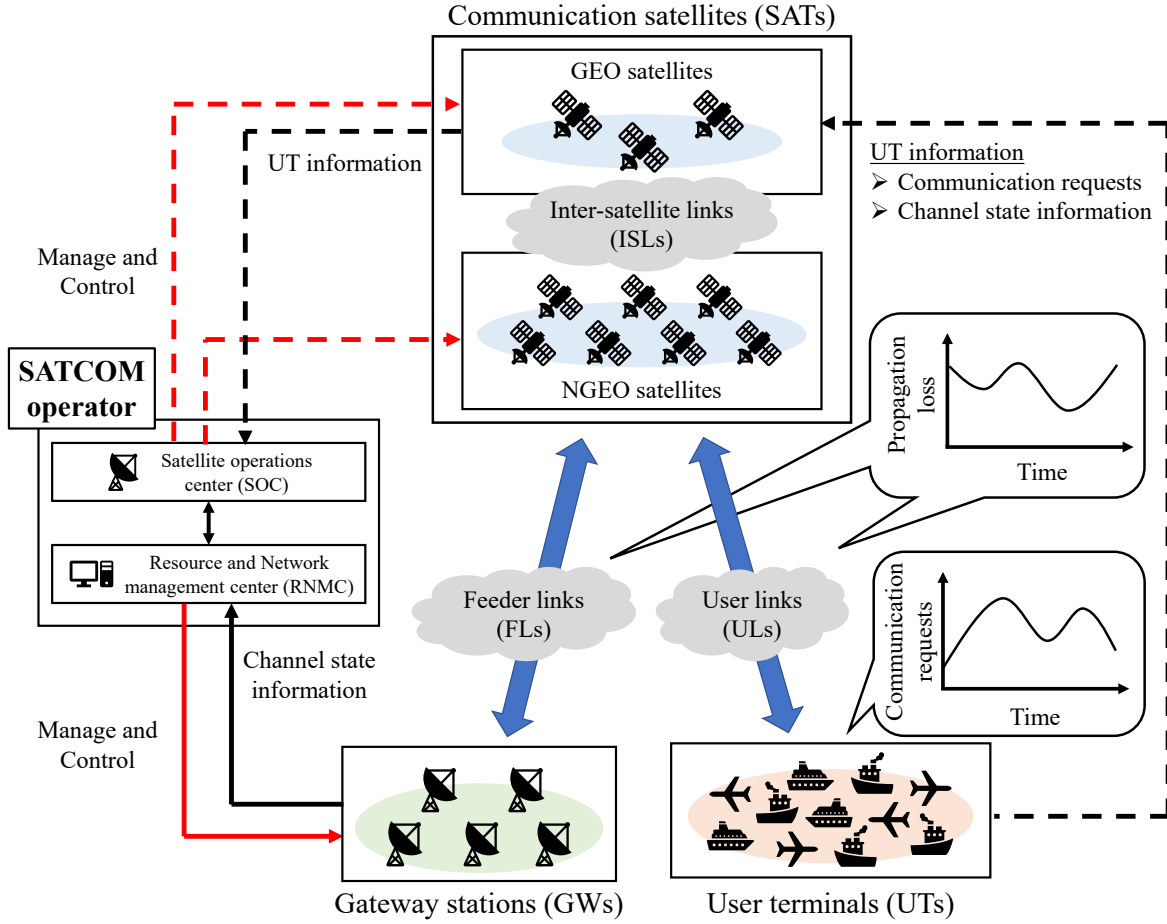 Communication satellites (SATs)
GEO satellites
UT information
UT information
➢ Communication requests
➢ Channel state information
Inter-satellite links
(ISLs)
Manage and
Control
NGEO satellites
SATCOM
operator
Satellite operations
center (SOC)
Resource and Network
management center (RNMC)
Propagation
loss
Time
Feeder links
(FLs)
User links
(ULs)
Communication
requests
Time
Channel state
information
Manage and
Control
Gateway stations (GWs)
User terminals (UTs)